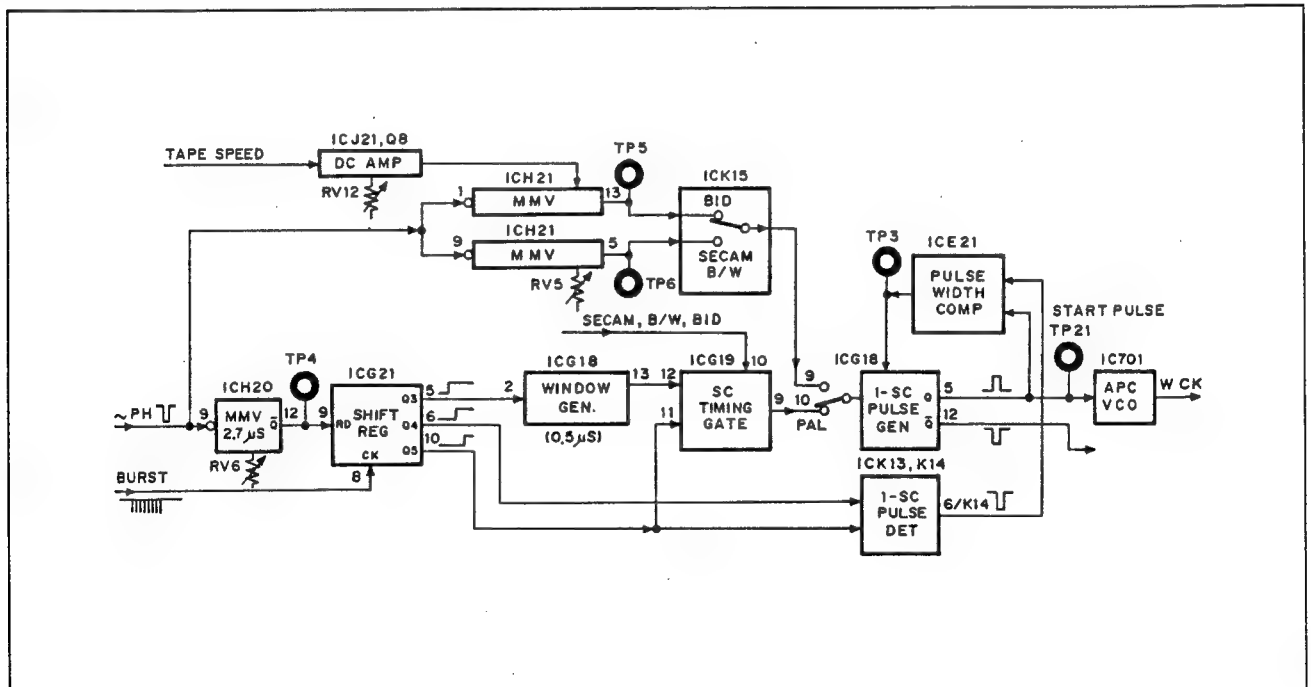 ICJ21, Q8
TAPE SPEED
DC AMP
RV12
ICH21
1
MMV
13
TP5
ICH21
9
MMV
5
TP6
RV5
ICK15
BID
SECAM
B/W
TP3
ICE21
PULSE
WIDTH
COMP
START PULSE
TP21
SECAM, B/W, BID
~PH
9
ICH20
MMV
2.7μS
Q̅
12
RV6
TP4
BURST
ICG21
9
RD
SHIFT
REG
CK
8
Q3
5
Q4
6
Q5
10
ICG18
2
WINDOW
GEN.
13
(0.5μS)
ICG19
10
12
11
SC
TIMING
GATE
9
9
10
PAL
ICG18
1-SC
PULSE
GEN
Q
5
Q̅
12
IC701
APC
VCO
W CK
ICK13, K14
1-SC
PULSE
DET
6/K14